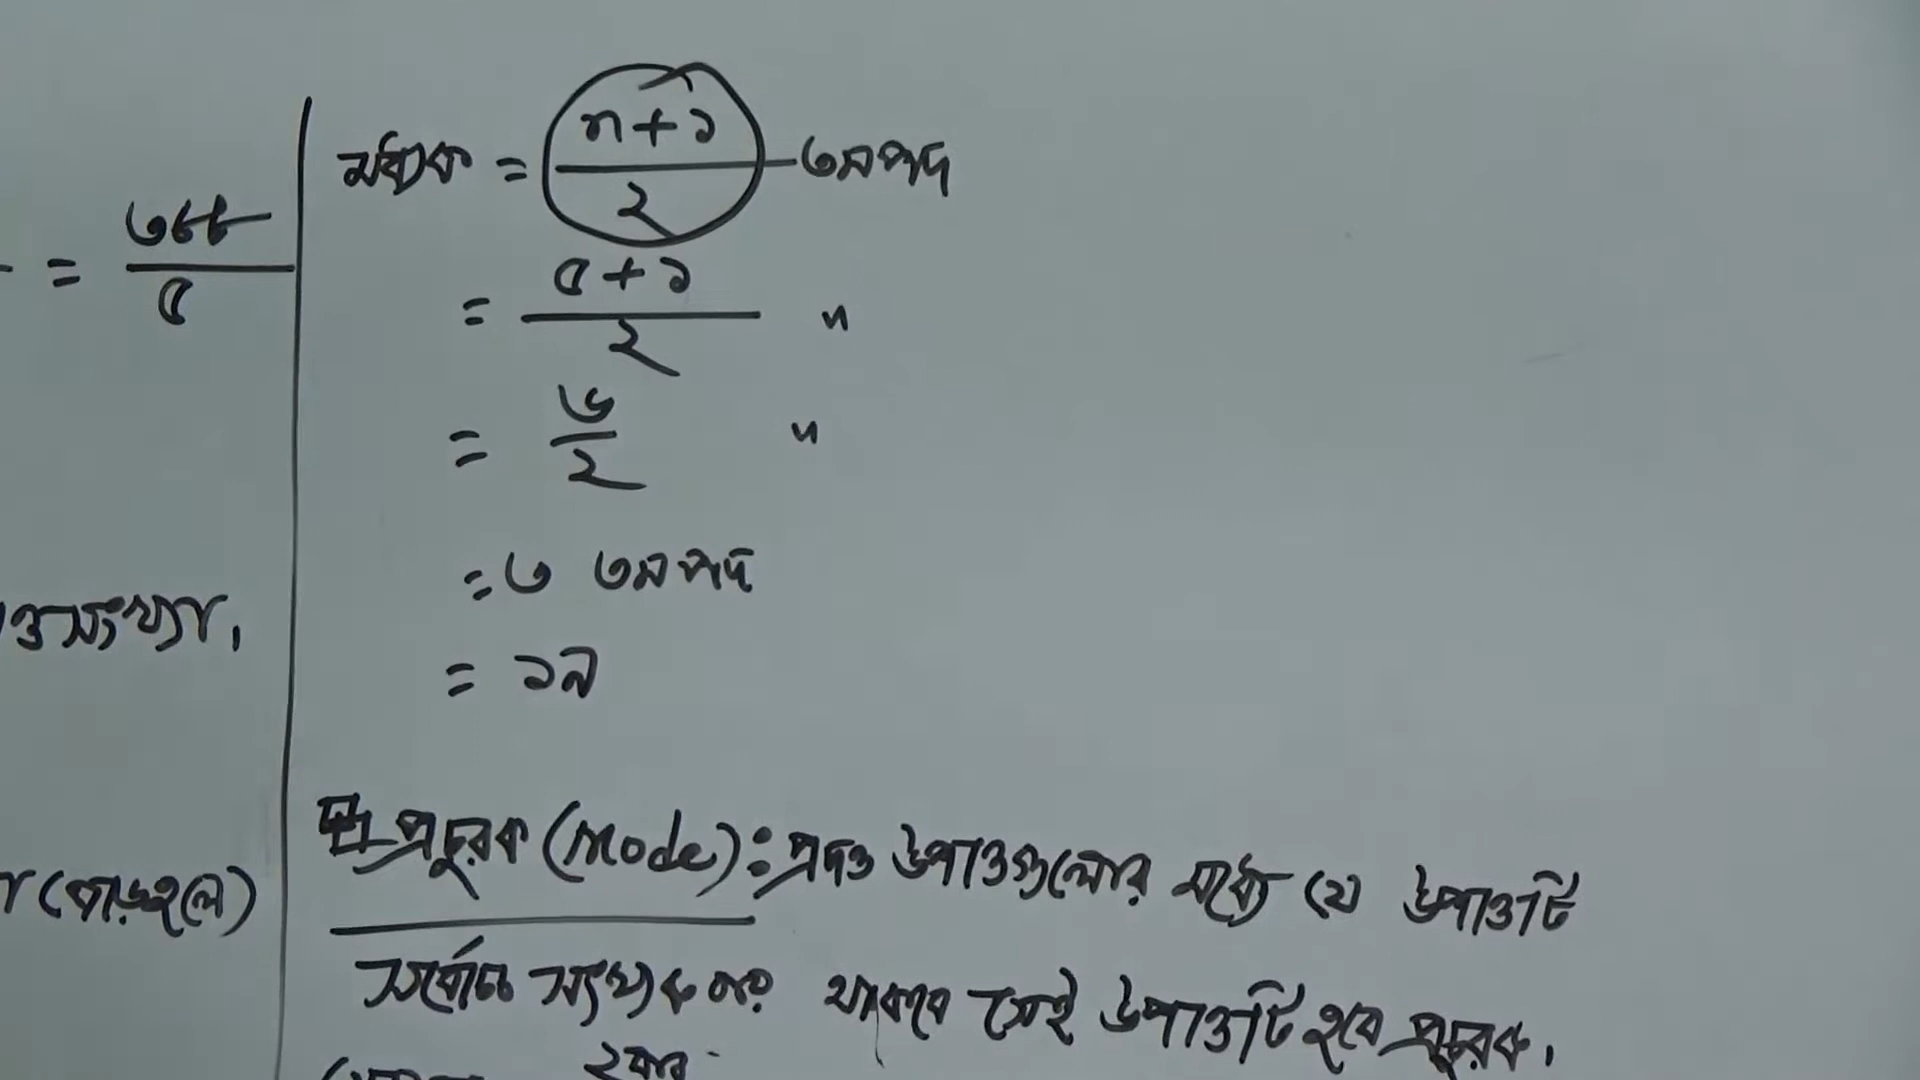 = ৩৮৮/৫
মধ্যক = (n+১)/২ -তম পদ
= (৫+১)/২ "
= ৬/২ "
= ৩ তম পদ
= ১৯
সংখ্যা,
(বোড় হলে)
প্রচুরক (Mode): প্রদত্ত উপাত্তগুলোর মধ্যে যে উপাত্তটি
সর্বোচ্চ সংখ্যক বার থাকবে সেই উপাত্তটি হবে প্রচুরক।
২বার